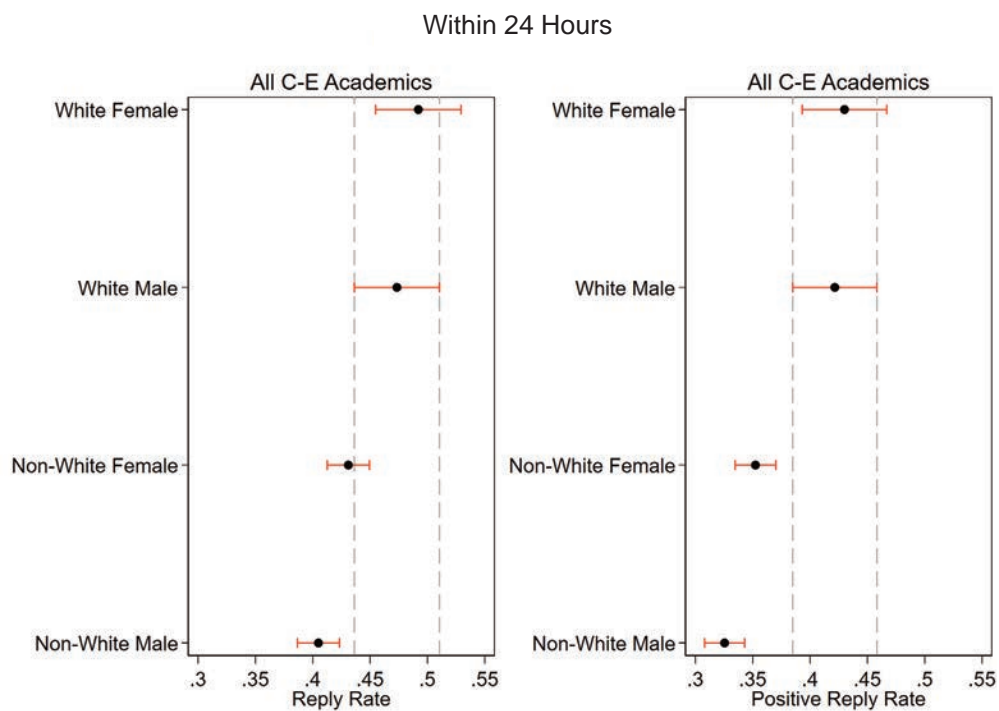 Within 24 Hours
All C-E Academics
White Female
White Male
Non-White Female
Non-White Male
.3 .35 .4 .45 .5 .55
Reply Rate
All C-E Academics
White Female
White Male
Non-White Female
Non-White Male
.3 .35 .4 .45 .5 .55
Positive Reply Rate